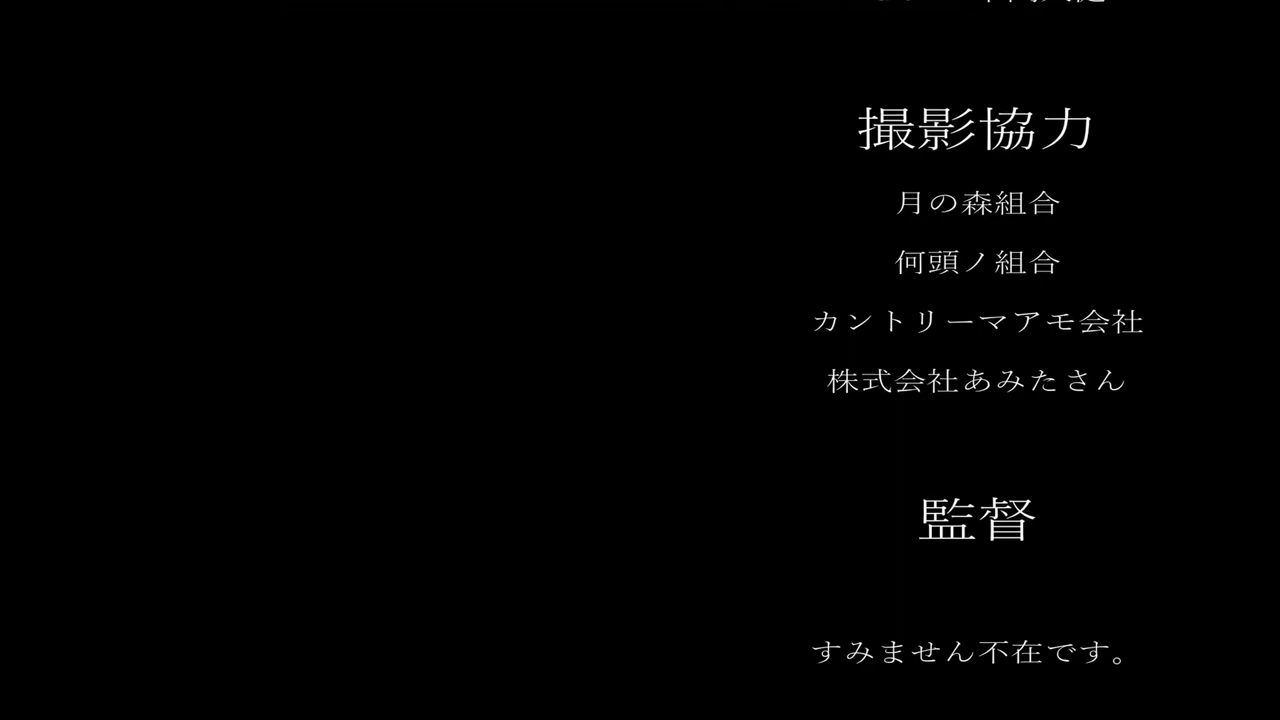 撮影協力
月の森組合
何頭ノ組合
カントリーマアモ会社
株式会社あみたさん
監督
すみません不在です。